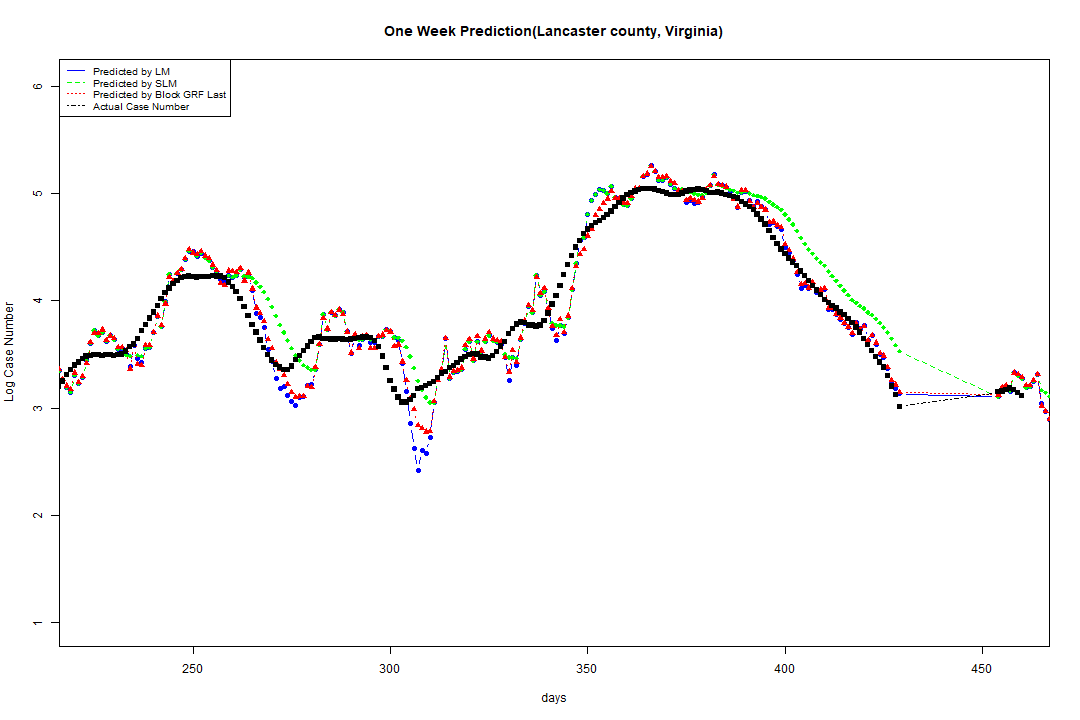 One Week Prediction(Lancaster county, Virginia)
Predicted by LM
Predicted by SLM
Predicted by Block GRF Last
Actual Case Number
6
5
4
3
2
1
Log Case Number
250
300
350
400
450
days